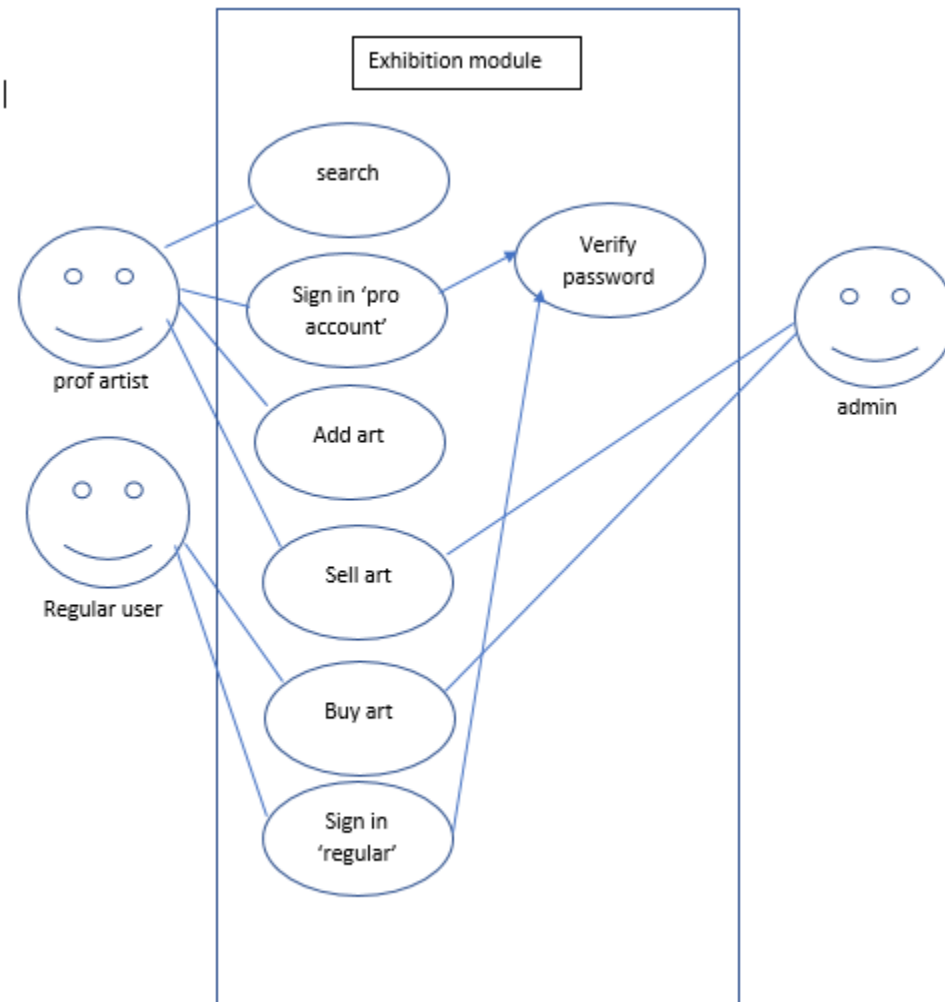 Exhibition module
search
Verify
password
Sign in ‘pro
account’
prof artist
admin
Add art
Regular user
Sell art
Buy art
Sign in
‘regular’